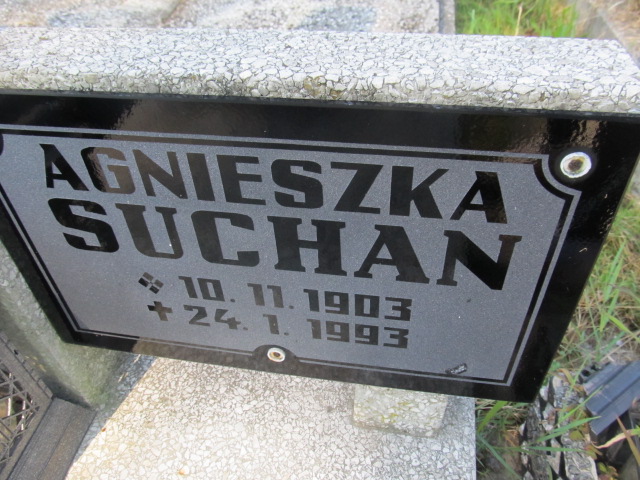 AGNIESZKA
SUCHAN
10. 11. 1903
✝ 24. 1. 1993